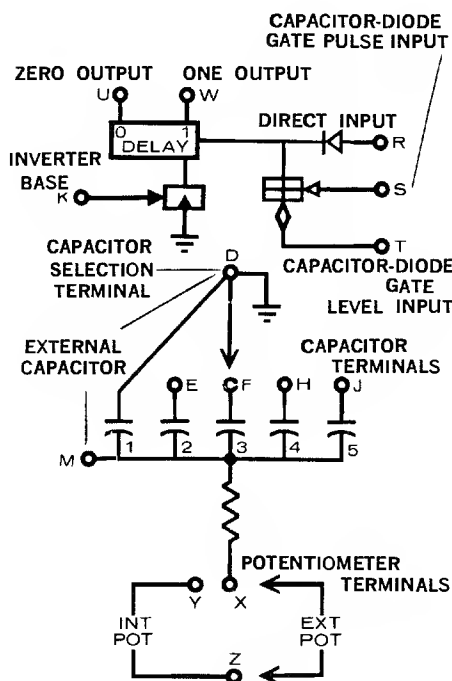 CAPACITOR-DIODE
GATE PULSE INPUT
ZERO OUTPUT
ONE OUTPUT
U
W
0
1
DELAY
DIRECT INPUT
R
INVERTER
BASE
K
S
T
CAPACITOR
SELECTION
TERMINAL
D
CAPACITOR-DIODE
GATE
LEVEL INPUT
EXTERNAL
CAPACITOR
CAPACITOR
TERMINALS
E
F
H
J
M
1
2
3
4
5
POTENTIOMETER
TERMINALS
Y
X
INT
POT
EXT
POT
Z